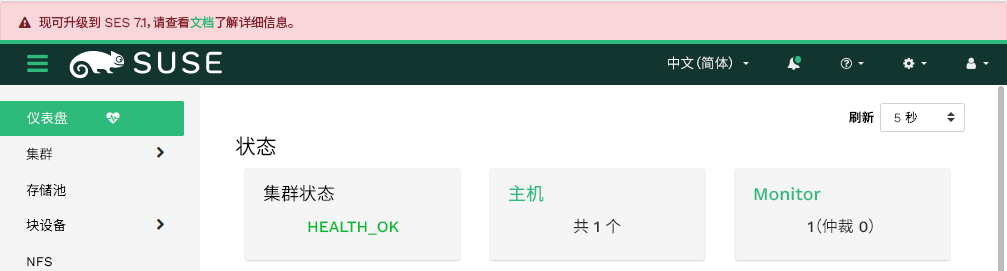 现可升级到 SES 7.1，请查看文档了解详细信息。
SUSE
中文（简体）
仪表盘
集群
存储池
块设备
NFS
刷新 5 秒
状态
集群状态
HEALTH_OK
主机
共 1 个
Monitor
1（仲裁 0）